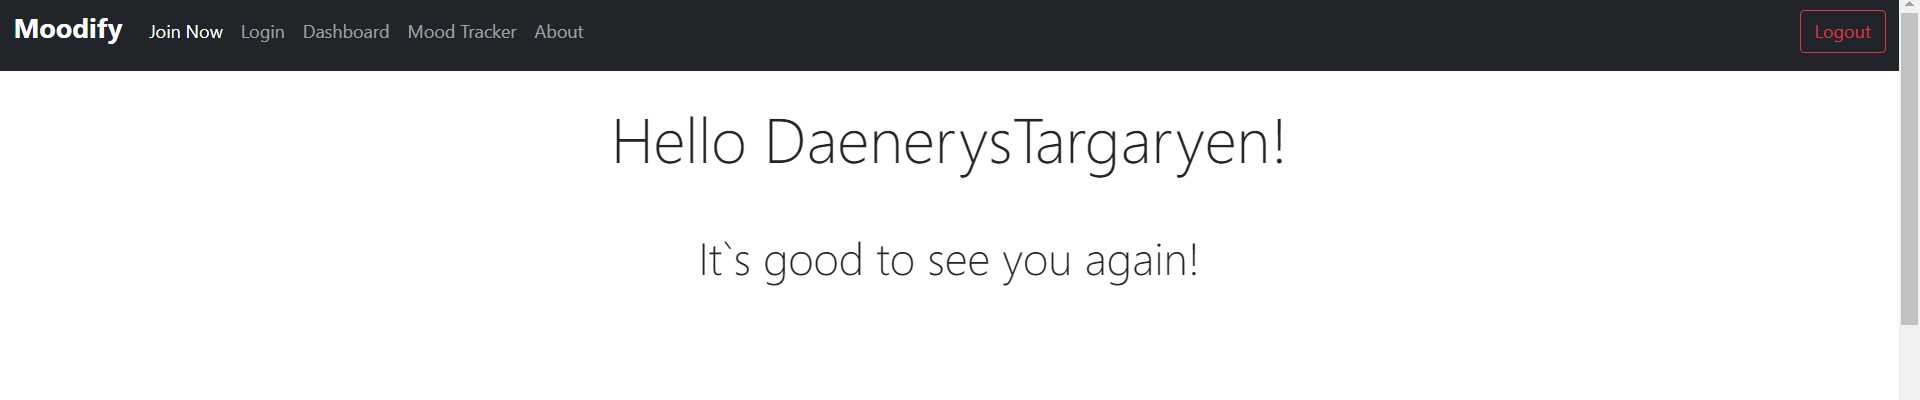 Moodify Join Now Login Dashboard Mood Tracker About Logout
Hello DaenerysTargaryen!
It`s good to see you again!